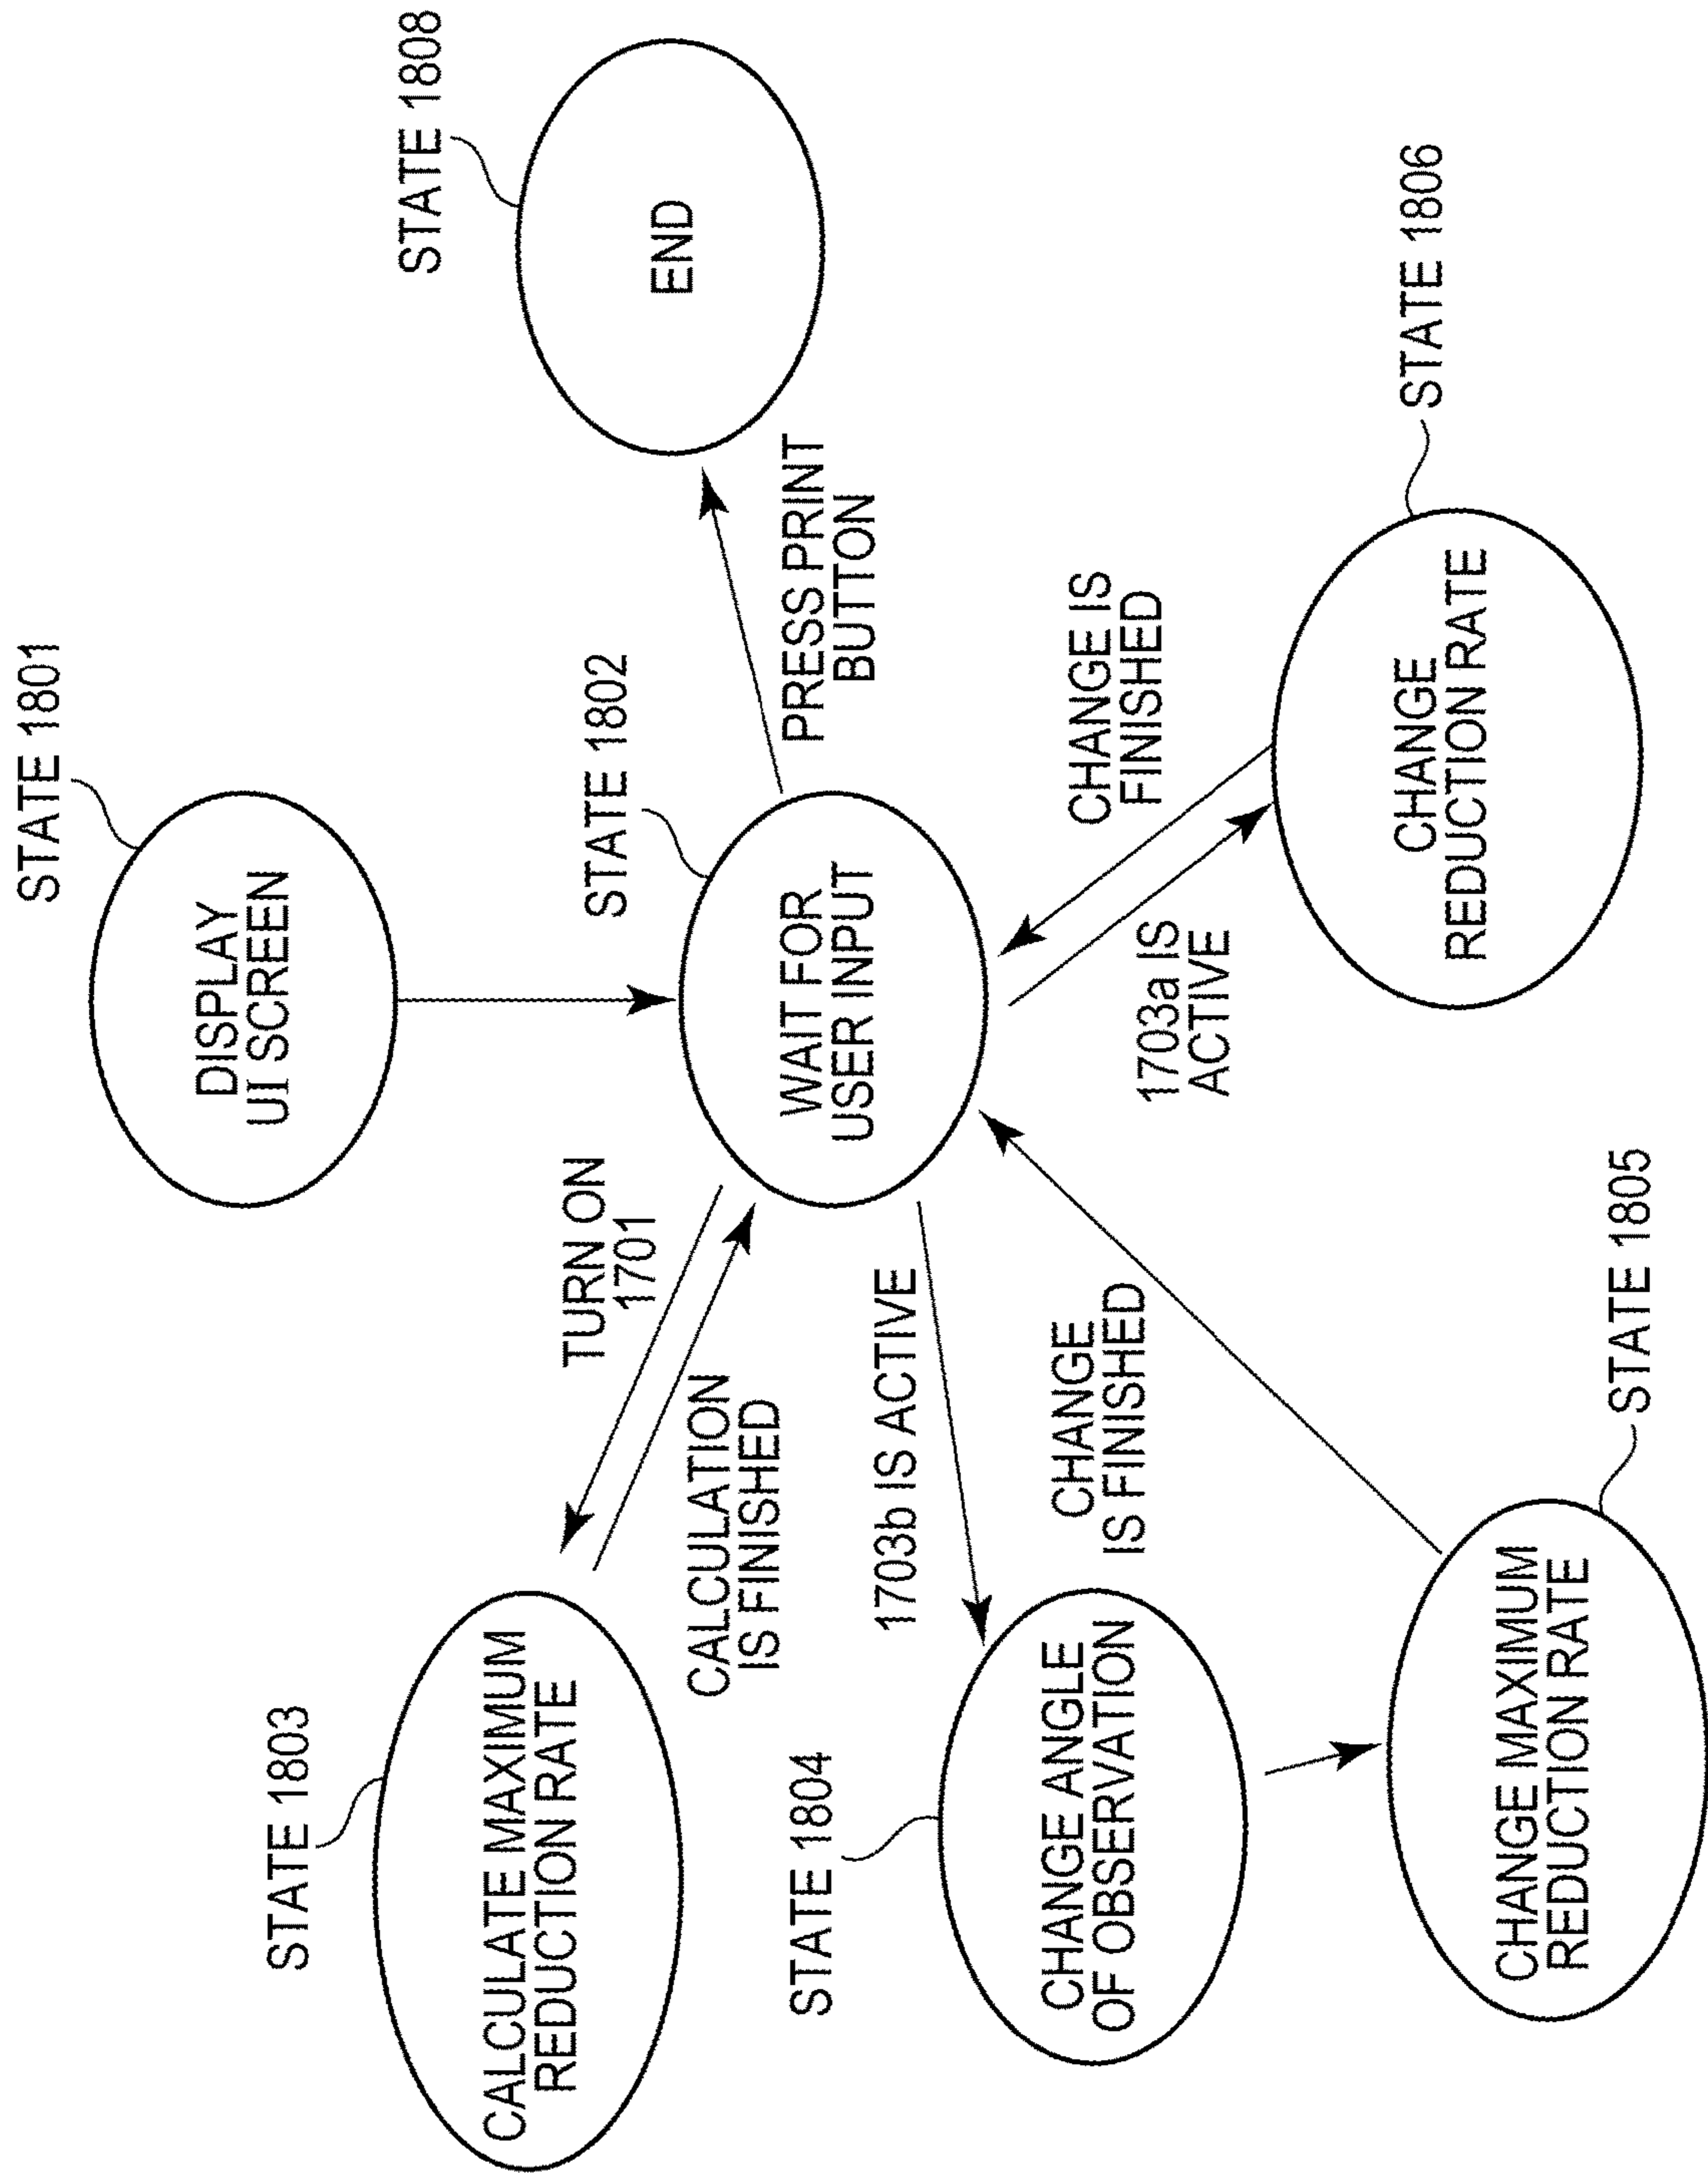 STATE 1801
DISPLAY
UI SCREEN
STATE 1808
END
STATE 1802
WAIT FOR
USER INPUT
PRESS PRINT
BUTTON
STATE 1803
CALCULATE MAXIMUM
REDUCTION RATE
TURN ON
1701
CALCULATION
IS FINISHED
STATE 1804
CHANGE ANGLE
OF OBSERVATION
1703b IS ACTIVE
CHANGE
IS FINISHED
STATE 1805
CHANGE MAXIMUM
REDUCTION RATE
1703a IS
ACTIVE
CHANGE IS
FINISHED
STATE 1806
CHANGE
REDUCTION RATE